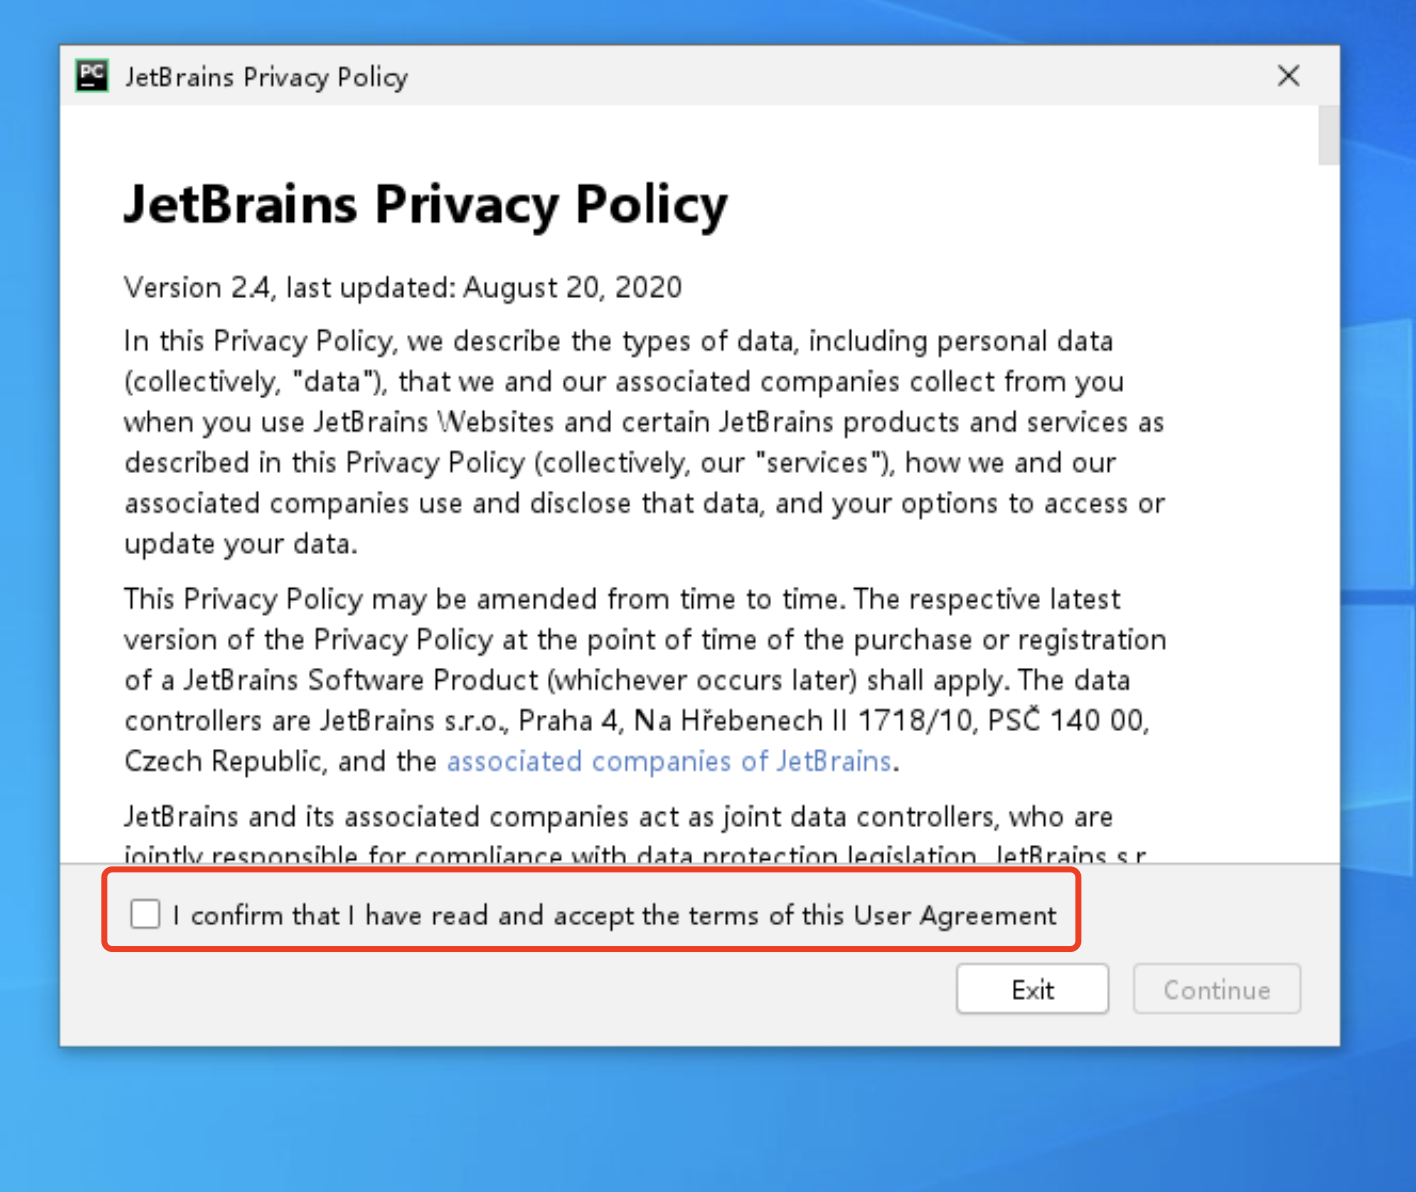 PC JetBrains Privacy Policy
JetBrains Privacy Policy
Version 2.4, last updated: August 20, 2020
In this Privacy Policy, we describe the types of data, including personal data
(collectively, "data"), that we and our associated companies collect from you
when you use JetBrains Websites and certain JetBrains products and services as
described in this Privacy Policy (collectively, our "services"), how we and our
associated companies use and disclose that data, and your options to access or
update your data.
This Privacy Policy may be amended from time to time. The respective latest
version of the Privacy Policy at the point of time of the purchase or registration
of a JetBrains Software Product (whichever occurs later) shall apply. The data
controllers are JetBrains s.r.o., Praha 4, Na Hřebenech II 1718/10, PSČ 140 00,
Czech Republic, and the associated companies of JetBrains.
JetBrains and its associated companies act as joint data controllers, who are
jointly responsible for compliance with data protection legislation. JetBrains s.r
I confirm that I have read and accept the terms of this User Agreement
Exit Continue